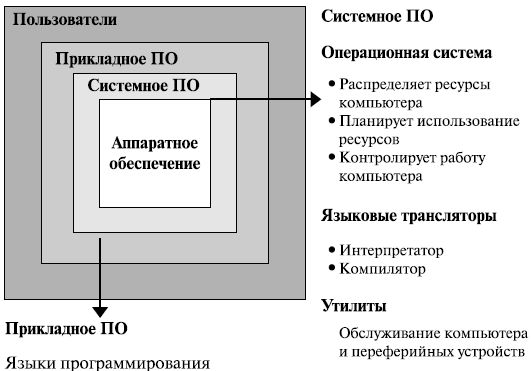 Пользователи
Прикладное ПО
Системное ПО
Аппаратное
обеспечение
Прикладное ПО
Языки программирования
Системное ПО
Операционная система
• Распределяет ресурсы
компьютера
• Планирует использование
ресурсов
• Контролирует работу
компьютера
Языковые трансляторы
• Интерпретатор
• Компилятор
Утилиты
Обслуживание компьютера
и переферийных устройств